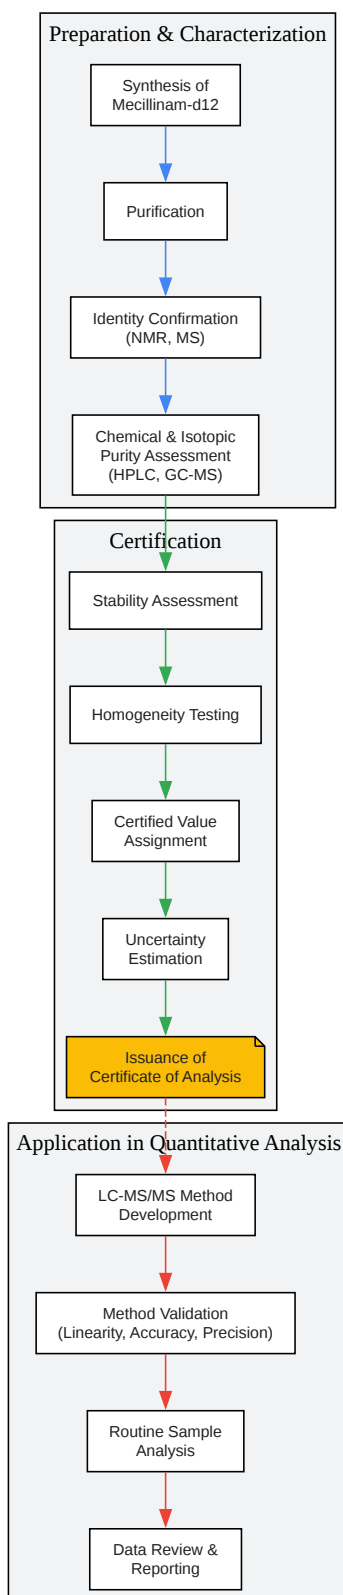 Preparation & Characterization
Synthesis of
Mecillinam-d12
Purification
Identity Confirmation
(NMR, MS)
Chemical & Isotopic
Purity Assessment
(HPLC, GC-MS)
Certification
Stability Assessment
Homogeneity Testing
Certified Value
Assignment
Uncertainty
Estimation
Issuance of
Certificate of Analysis
Application in Quantitative Analysis
LC-MS/MS Method
Development
Method Validation
(Linearity, Accuracy, Precision)
Routine Sample
Analysis
Data Review &
Reporting